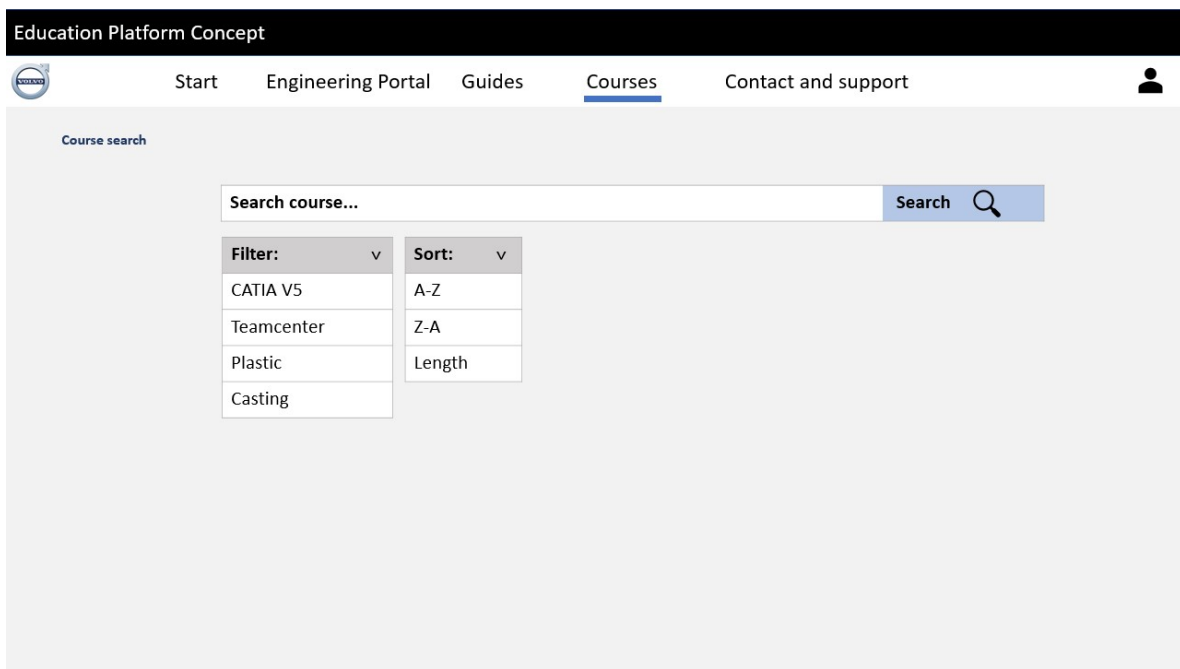 Education Platform Concept
VOLVO
Start Engineering Portal Guides Courses Contact and support
Course search
Search course... Search
Filter: v Sort: v
CATIA V5 A-Z
Teamcenter Z-A
Plastic Length
Casting